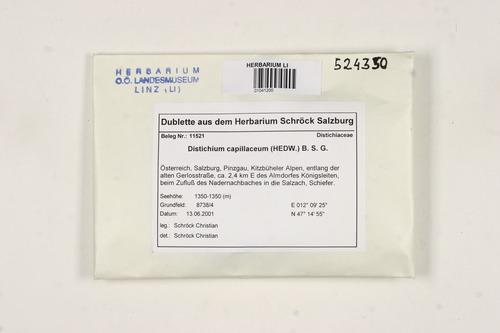 HERBARIUM
O.Ö. LANDESMUSEUM
LINZ (LI)
HERBARIUM LI
524350
Dublette aus dem Herbarium Schröck Salzburg
Beleg Nr.: 11521 Distichiaceae
Distichium capillaceum (HEDW.) B. S. G.
Österreich, Salzburg, Pinzgau, Kitzbüheler Alpen, entlang der
alten Gerlosstraße, ca. 2,4 km E des Almdorfes Königsleiten,
beim Zufluß des Nadernachbaches in die Salzach, Schiefer.
Seehöhe: 1350-1350 (m)
Grundfeld: 8738/4 E 012° 09' 25"
Datum: 13.06.2001 N 47° 14' 55"
leg.: Schröck Christian
det.: Schröck Christian